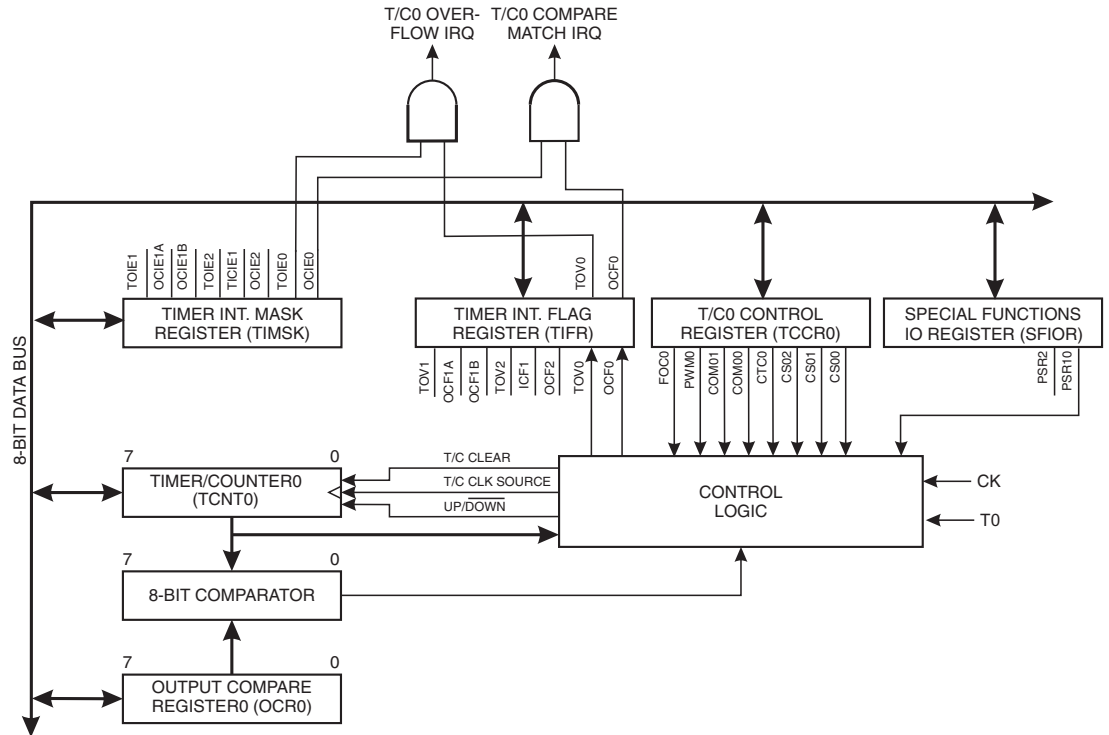 T/C0 OVER-
FLOW IRQ
T/C0 COMPARE
MATCH IRQ
8-BIT DATA BUS
TOIE1
OCIE1A
OCIE1B
TOIE2
TICIE1
OCIE2
TOIE0
OCIE0
TOV0
OCF0
TIMER INT. MASK
REGISTER (TIMSK)
TIMER INT. FLAG
REGISTER (TIFR)
T/C0 CONTROL
REGISTER (TCCR0)
SPECIAL FUNCTIONS
IO REGISTER (SFIOR)
TOV1
OCF1A
OCF1B
TOV2
ICF1
OCF2
TOV0
OCF0
FOC0
PWM0
COM01
COM00
CTC0
CS02
CS01
CS00
PSR2
PSR10
7 0
TIMER/COUNTER0
(TCNT0)
T/C CLEAR
T/C CLK SOURCE
UP/DOWN
CONTROL
LOGIC
CK
T0
7 0
8-BIT COMPARATOR
7 0
OUTPUT COMPARE
REGISTER0 (OCR0)